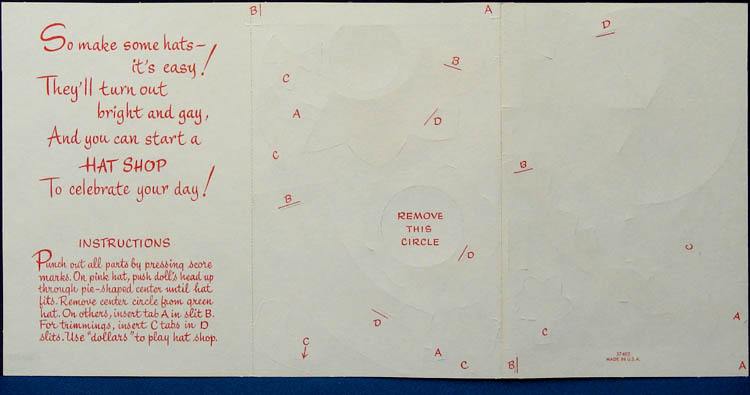 So make some hats—
it's easy!
They'll turn out
bright and gay,
And you can start a
HAT SHOP
To celebrate your day!
INSTRUCTIONS
Punch out all parts by pressing score
marks. On pink hat, push doll's head up
through pie-shaped center until hat
fits. Remove center circle from green
hat. On others, insert tab A in slit B.
For trimmings, insert C tabs in D
slits. Use "dollars" to play hat shop.
B
A
B
C
A
D
C
B
REMOVE
THIS
CIRCLE
D
D
C
A
C
D
B
C
A
C
B
A
MADE IN U.S.A.